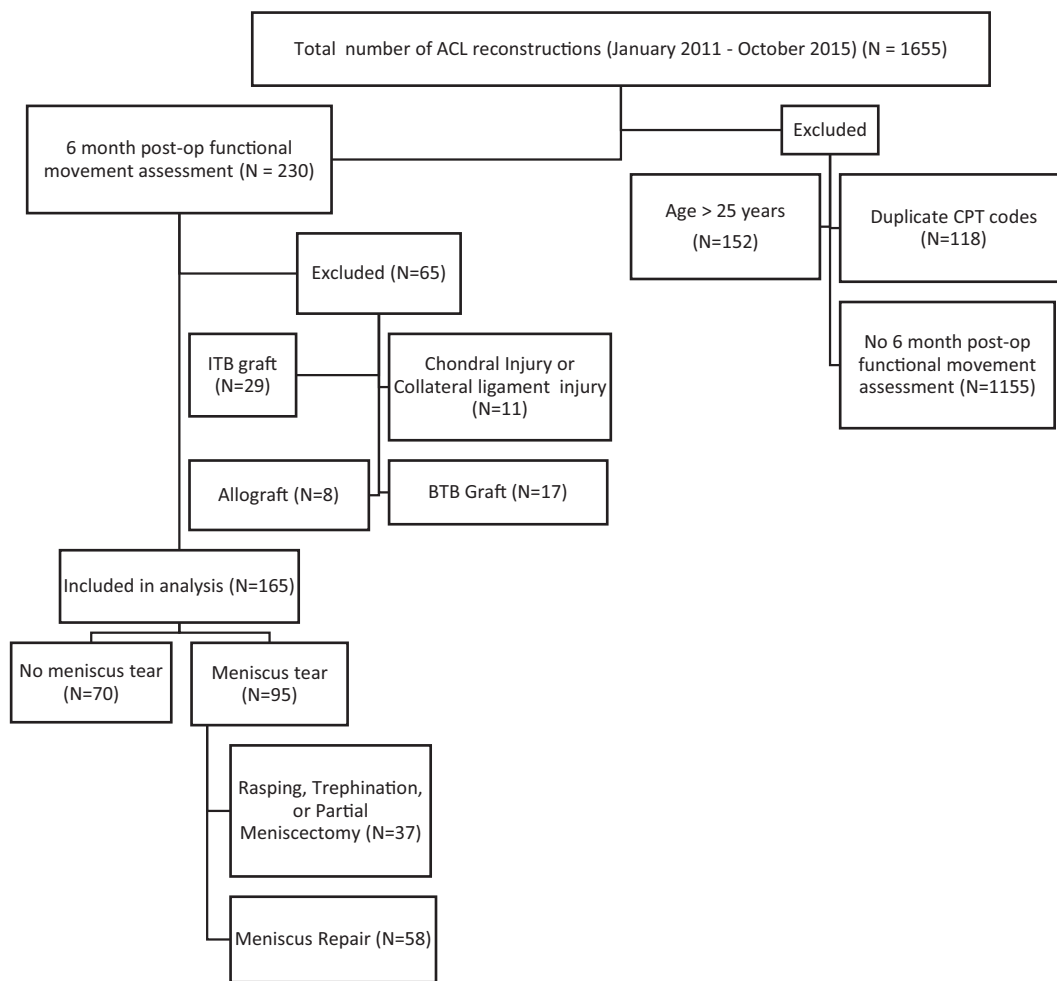 Total number of ACL reconstructions (January 2011 - October 2015) (N = 1655)
6 month post-op functional
movement assessment (N = 230)
Excluded
Age > 25 years
(N=152)
Duplicate CPT codes
(N=118)
No 6 month post-op
functional movement
assessment (N=1155)
Excluded (N=65)
ITB graft
(N=29)
Chondral Injury or
Collateral ligament injury
(N=11)
Allograft (N=8)
BTB Graft (N=17)
Included in analysis (N=165)
No meniscus tear
(N=70)
Meniscus tear
(N=95)
Rasping, Trephination,
or Partial
Meniscectomy (N=37)
Meniscus Repair (N=58)